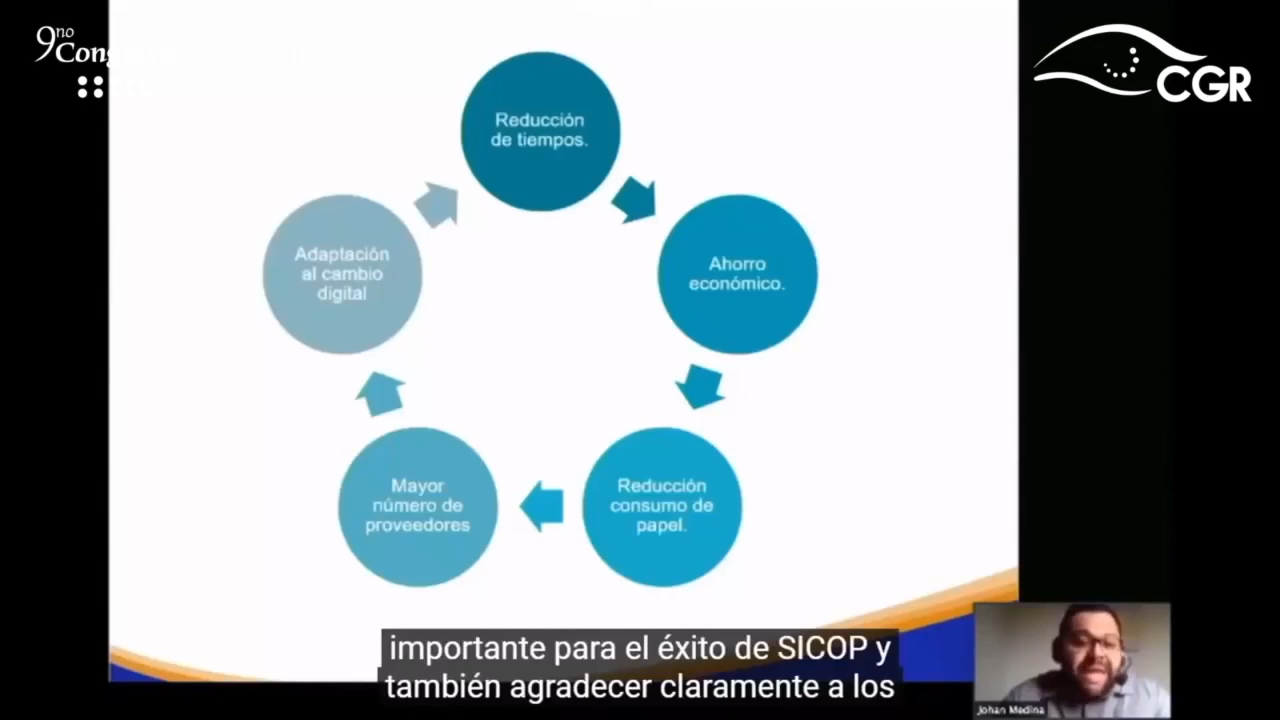 9no
CGR
Reducción
de tiempos.
Adaptación
al cambio
digital
Ahorro
económico.
Mayor
número de
proveedores
Reducción
consumo de
papel.
importante para el éxito de SICOP y
también agradecer claramente a los
Johan Medina